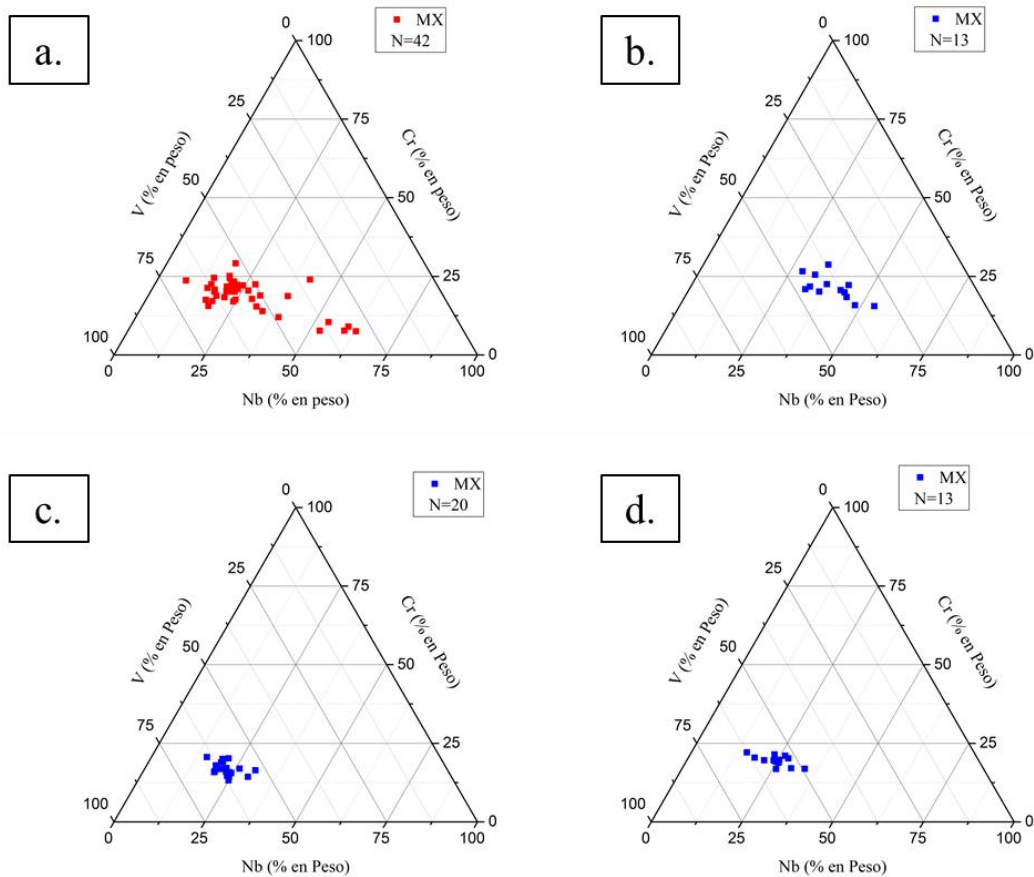 a.
MX
N=42
0
100
25
75
V (% en peso)
Cr (% en peso)
50
50
75
25
100
0
0
25
50
75
100
Nb (% en peso)
b.
MX
N=13
0
100
25
75
V (% en Peso)
Cr (% en Peso)
50
50
75
25
100
0
0
25
50
75
100
Nb (% en Peso)
c.
MX
N=20
0
100
25
75
V (% en Peso)
Cr (% en Peso)
50
50
75
25
100
0
0
25
50
75
100
Nb (% en Peso)
d.
MX
N=13
0
100
25
75
V (% en Peso)
Cr (% en Peso)
50
50
75
25
100
0
0
25
50
75
100
Nb (% en Peso)